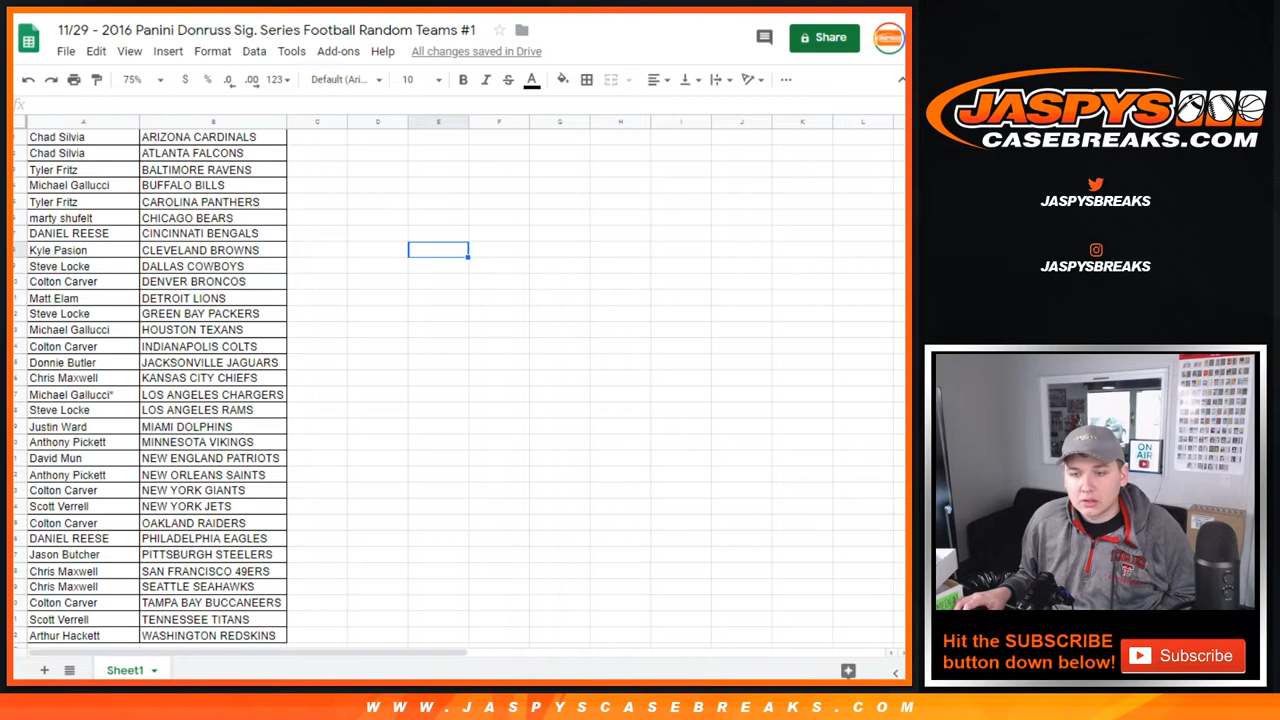 11/29 - 2016 Panini Donruss Sig. Series Football Random Teams #1
File Edit View Insert Format Data Tools Add-ons Help All changes saved in Drive
Share
75% $ % .0 .00 123 Default (Ari... 10 B I S A
fx
A B C D E F G H I J K L
Chad Silvia ARIZONA CARDINALS
Chad Silvia ATLANTA FALCONS
Tyler Fritz BALTIMORE RAVENS
Michael Gallucci BUFFALO BILLS
Tyler Fritz CAROLINA PANTHERS
marty shufelt CHICAGO BEARS
DANIEL REESE CINCINNATI BENGALS
Kyle Pasion CLEVELAND BROWNS
Steve Locke DALLAS COWBOYS
Colton Carver DENVER BRONCOS
Matt Elam DETROIT LIONS
Steve Locke GREEN BAY PACKERS
Michael Gallucci HOUSTON TEXANS
Colton Carver INDIANAPOLIS COLTS
Donnie Butler JACKSONVILLE JAGUARS
Chris Maxwell KANSAS CITY CHIEFS
Michael Gallucci* LOS ANGELES CHARGERS
Steve Locke LOS ANGELES RAMS
Justin Ward MIAMI DOLPHINS
Anthony Pickett MINNESOTA VIKINGS
David Mun NEW ENGLAND PATRIOTS
Anthony Pickett NEW ORLEANS SAINTS
Colton Carver NEW YORK GIANTS
Scott Verrell NEW YORK JETS
Colton Carver OAKLAND RAIDERS
DANIEL REESE PHILADELPHIA EAGLES
Jason Butcher PITTSBURGH STEELERS
Chris Maxwell SAN FRANCISCO 49ERS
Chris Maxwell SEATTLE SEAHAWKS
Colton Carver TAMPA BAY BUCCANEERS
Scott Verrell TENNESSEE TITANS
Arthur Hackett WASHINGTON REDSKINS
Sheet1
JASPYS
CASEBREAKS.COM
JASPYSBREAKS
JASPYSBREAKS
ON
AIR
Hit the SUBSCRIBE
button down below!
Subscribe
WWW.JASPYSCASEBREAKS.COM